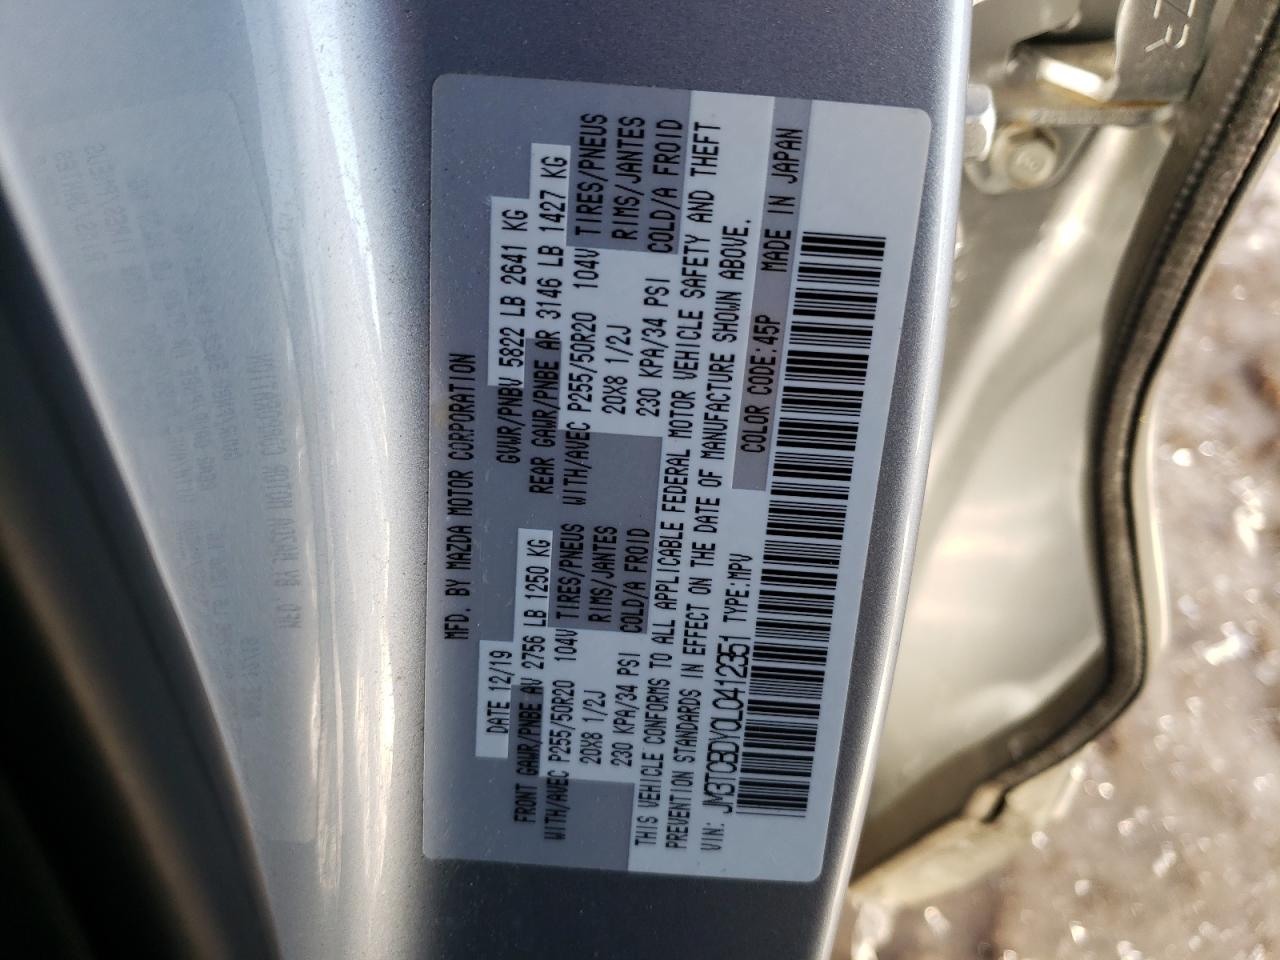 MFD. BY MAZDA MOTOR CORPORATION
DATE 12/19 GVWR/PNBV 5822 LB 2641 KG
FRONT GAWR/PNBE AV 2756 LB 1250 KG REAR GAWR/PNBE AR 3146 LB 1427 KG
WITH/AVEC P255/50R20 104V TIRES/PNEUS WITH/AVEC P255/50R20 104V TIRES/PNEUS
20X8 1/2J RIMS/JANTES 20X8 1/2J RIMS/JANTES
230 KPA/34 PSI COLD/A FROID 230 KPA/34 PSI COLD/A FROID
THIS VEHICLE CONFORMS TO ALL APPLICABLE FEDERAL MOTOR VEHICLE SAFETY AND THEFT
PREVENTION STANDARDS IN EFFECT ON THE DATE OF MANUFACTURE SHOWN ABOVE.
VIN: JM3TCBDY0L0412351 TYPE:MPV
COLOR CODE:45P MADE IN JAPAN